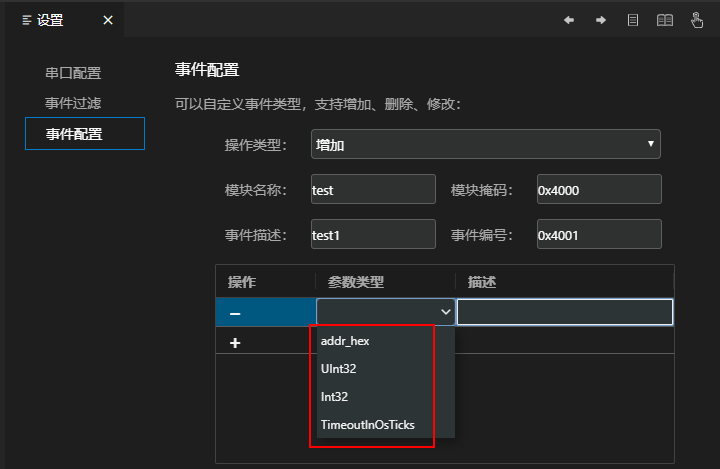 设置
串口配置
事件过滤
事件配置
事件配置
可以自定义事件类型，支持增加、删除、修改：
操作类型： 增加
模块名称： test 模块掩码： 0x4000
事件描述： test1 事件编号： 0x4001
操作 参数类型 描述
addr_hex
UInt32
Int32
TimeoutInOsTicks